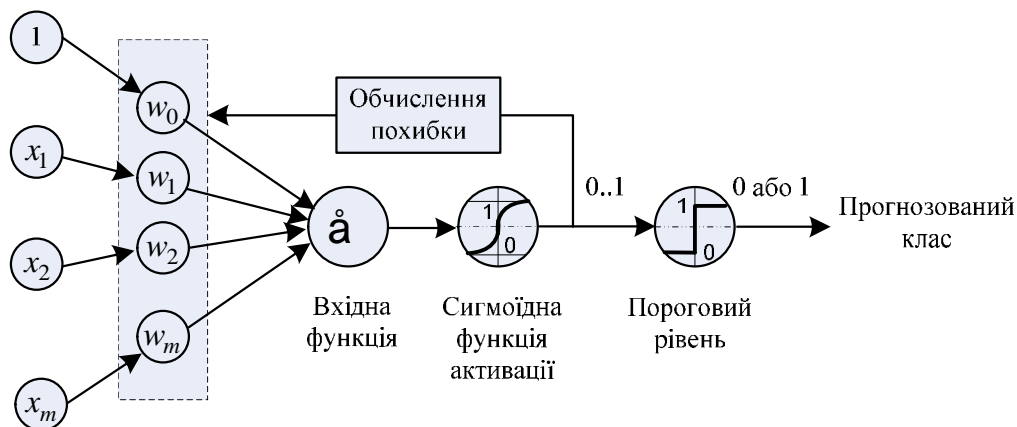 1
x1
x2
xm
w0
w1
w2
wm
Обчислення
похибки
å
Вхідна
функція
1
0
Сигмоїдна
функція
активації
0..1
1
0
Пороговий
рівень
0 або 1
Прогнозований
клас